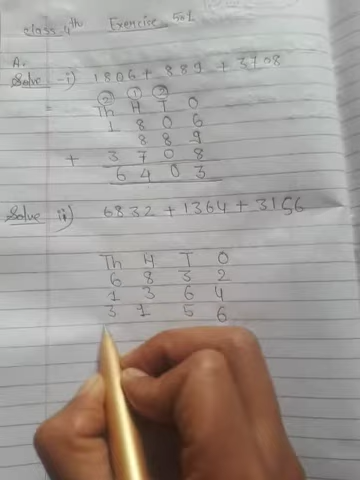 Class 4th Exercise 5.1
A.
Solve -i) 1806 + 889 + 3708
② ① ②
Th H T O
1 8 0 6
8 8 9
+ 3 7 0 8
6 4 0 3
Solve ii) 6832 + 1364 + 3156
Th H T O
6 8 3 2
1 3 6 4
3 1 5 6